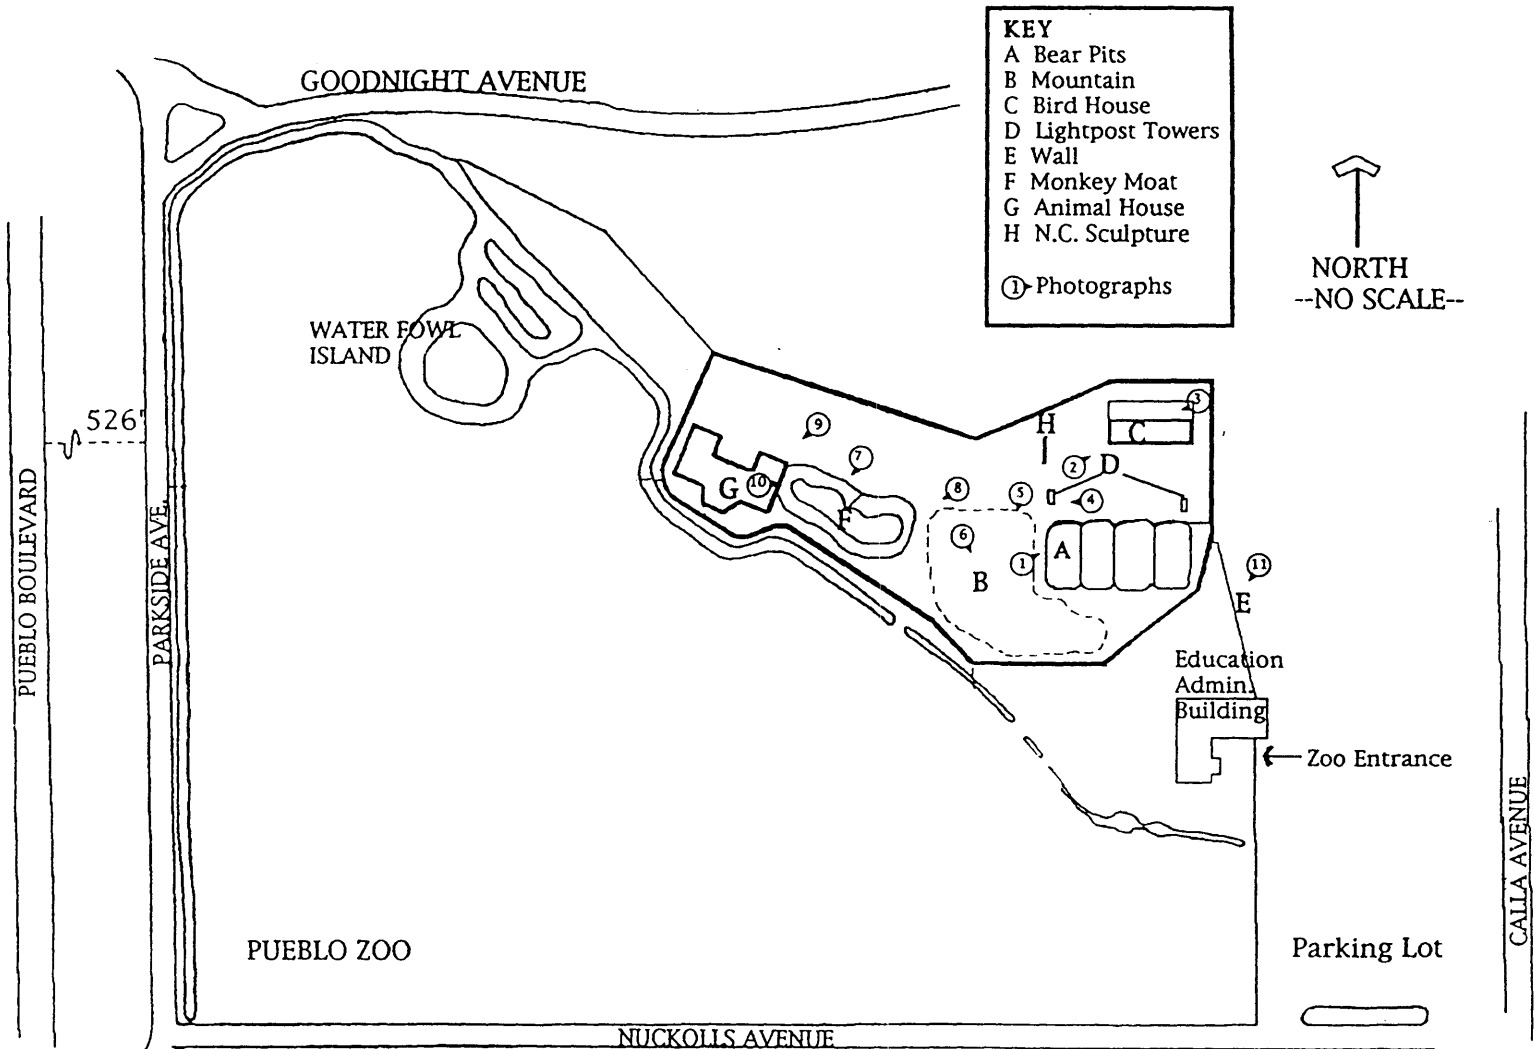 KEY
A Bear Pits
B Mountain
C Bird House
D Lightpost Towers
E Wall
F Monkey Moat
G Animal House
H N.C. Sculpture
1 Photographs
GOODNIGHT AVENUE
NORTH
--NO SCALE--
WATER FOWL
ISLAND
526'
PUEBLO BOULEVARD
PARKSIDE AVE.
H
3
C
9
2
D
7
10
G
8
5
4
F
6
1
A
B
11
E
Education
Admin.
Building
Zoo Entrance
CALLA AVENUE
PUEBLO ZOO
Parking Lot
NUCKOLLS AVENUE